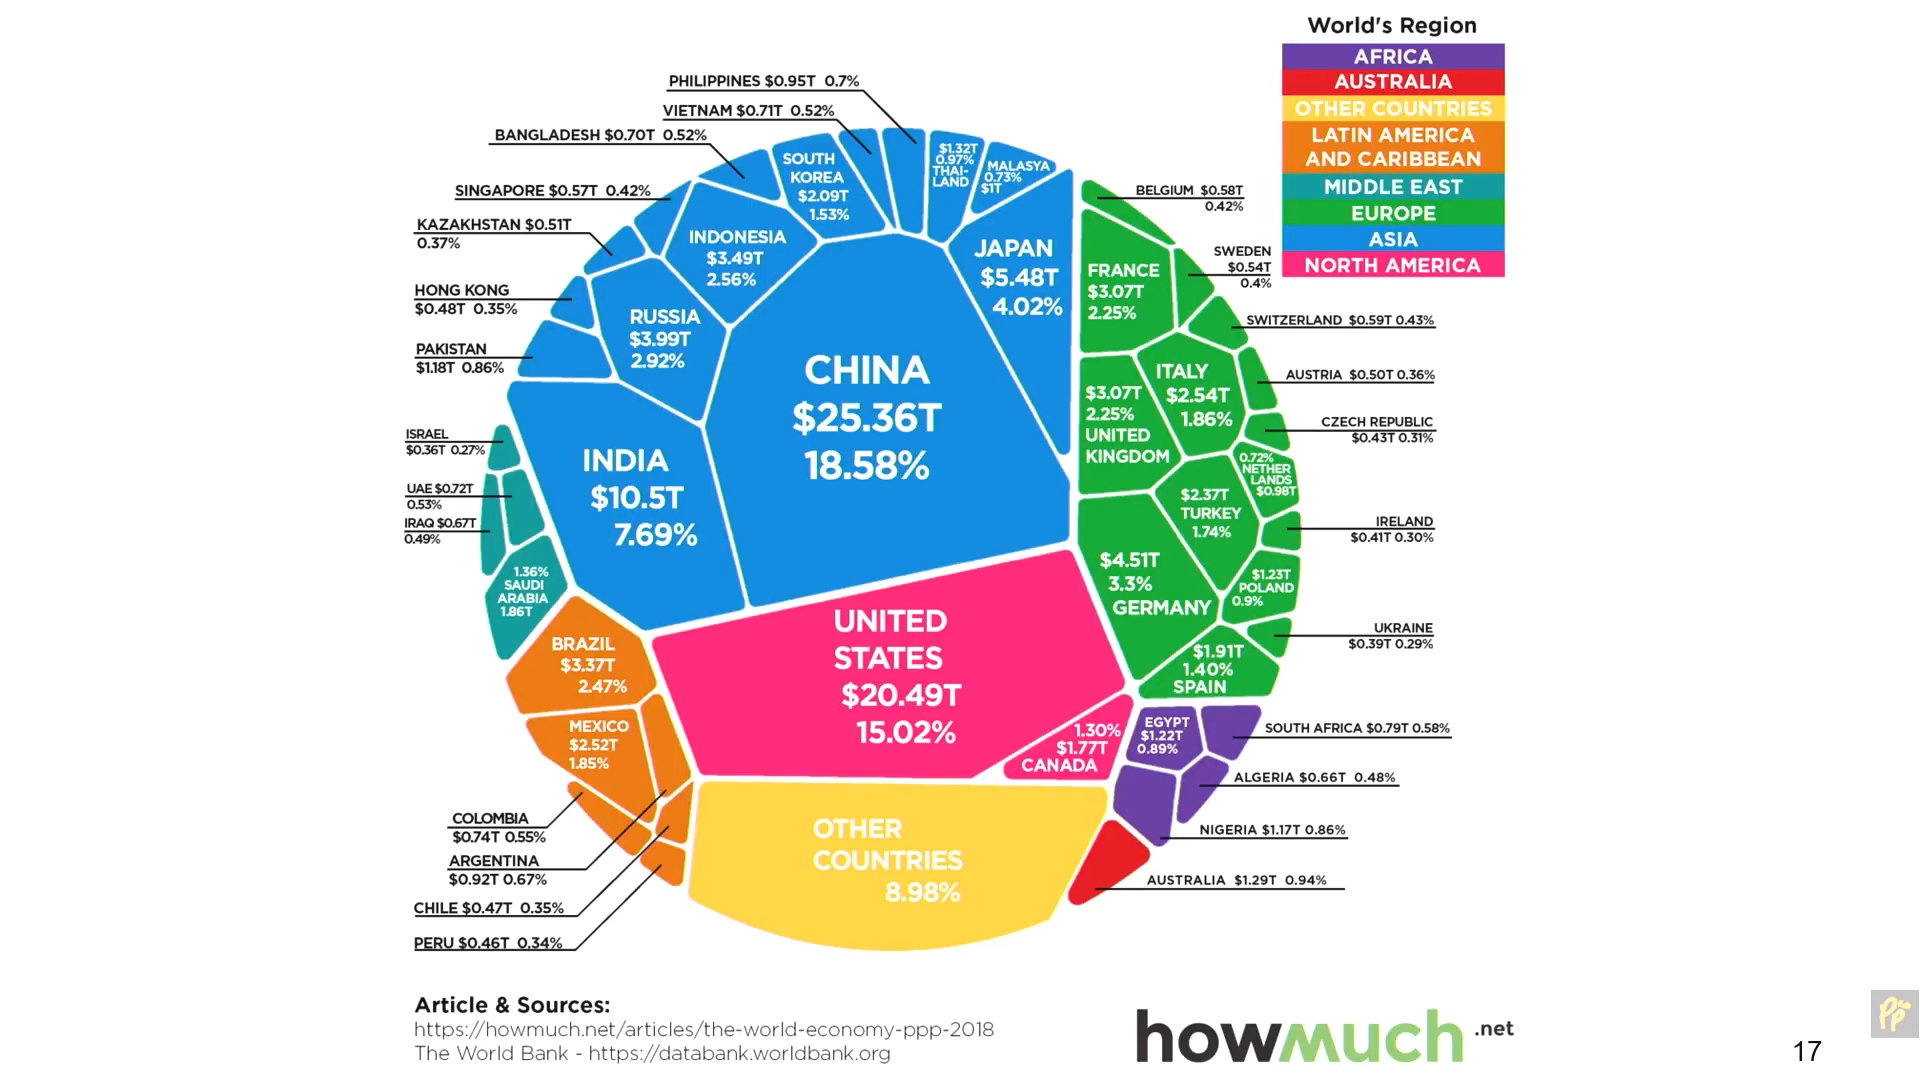 World's Region
AFRICA
AUSTRALIA
OTHER COUNTRIES
LATIN AMERICA
AND CARIBBEAN
MIDDLE EAST
EUROPE
ASIA
NORTH AMERICA
PHILIPPINES $0.95T 0.7%
VIETNAM $0.71T 0.52%
BANGLADESH $0.70T 0.52%
SINGAPORE $0.57T 0.42%
KAZAKHSTAN $0.51T
0.37%
HONG KONG
$0.48T 0.35%
PAKISTAN
$1.18T 0.86%
SOUTH
KOREA
$2.09T
1.53%
$1.32T
0.97%
THAI-
LAND
MALASYA
0.73%
$1T
INDONESIA
$3.49T
2.56%
RUSSIA
$3.99T
2.92%
JAPAN
$5.48T
4.02%
CHINA
$25.36T
18.58%
INDIA
$10.5T
7.69%
BELGIUM $0.58T
0.42%
SWEDEN
$0.54T
0.4%
SWITZERLAND $0.59T 0.43%
AUSTRIA $0.50T 0.36%
CZECH REPUBLIC
$0.43T 0.31%
FRANCE
$3.07T
2.25%
ITALY
$2.54T
1.86%
$3.07T
2.25%
UNITED
KINGDOM
0.72%
NETHER
LANDS
$0.98T
$2.37T
TURKEY
1.74%
IRELAND
$0.41T 0.30%
$4.51T
3.3%
GERMANY
$1.23T
POLAND
0.9%
UKRAINE
$0.39T 0.29%
$1.91T
1.40%
SPAIN
ISRAEL
$0.36T 0.27%
UAE $0.72T
0.53%
IRAQ $0.67T
0.49%
1.36%
SAUDI
ARABIA
1.86T
BRAZIL
$3.37T
2.47%
MEXICO
$2.52T
1.85%
UNITED
STATES
$20.49T
15.02%
1.30%
$1.77T
CANADA
EGYPT
$1.22T
0.89%
SOUTH AFRICA $0.79T 0.58%
ALGERIA $0.66T 0.48%
NIGERIA $1.17T 0.86%
AUSTRALIA $1.29T 0.94%
COLOMBIA
$0.74T 0.55%
ARGENTINA
$0.92T 0.67%
CHILE $0.47T 0.35%
PERU $0.46T 0.34%
OTHER
COUNTRIES
8.98%
Article & Sources:
https://howmuch.net/articles/the-world-economy-ppp-2018
The World Bank - https://databank.worldbank.org
howmuch.net
17